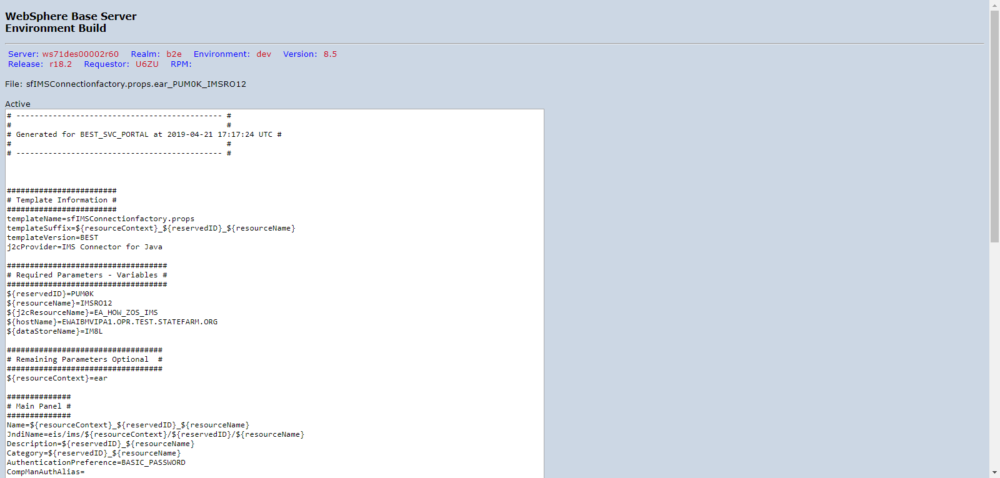 WebSphere Base Server
Environment Build
Server: ws71des00002r60 Realm: b2e Environment: dev Version: 8.5
Release: r18.2 Requestor: U6ZU RPM:
File: sfIMSConnectionfactory.props.ear_PUM0K_IMSRO12
Active
# --------------------------------------------- #
# #
# Generated for BEST_SVC_PORTAL at 2019-04-21 17:17:24 UTC #
# #
# --------------------------------------------- #
########################
# Template Information #
########################
templateName=sfIMSConnectionfactory.props
templateSuffix=${resourceContext}_${reservedID}_${resourceName}
templateVersion=BEST
j2cProvider=IMS Connector for Java
###################################
# Required Parameters - Variables #
###################################
${reservedID}=PUM0K
${resourceName}=IMSRO12
${j2cResourceName}=EA_HOW_ZOS_IMS
${hostName}=EWAIBMVIPA1.OPR.TEST.STATEFARM.ORG
${dataStoreName}=IM8L
##################################
# Remaining Parameters Optional  #
##################################
${resourceContext}=ear
##############
# Main Panel #
##############
Name=${resourceContext}_${reservedID}_${resourceName}
JndiName=eis/ims/${resourceContext}/${reservedID}/${resourceName}
Description=${reservedID}_${resourceName}
Category=${reservedID}_${resourceName}
AuthenticationPreference=BASIC_PASSWORD
CompManAuthAlias=